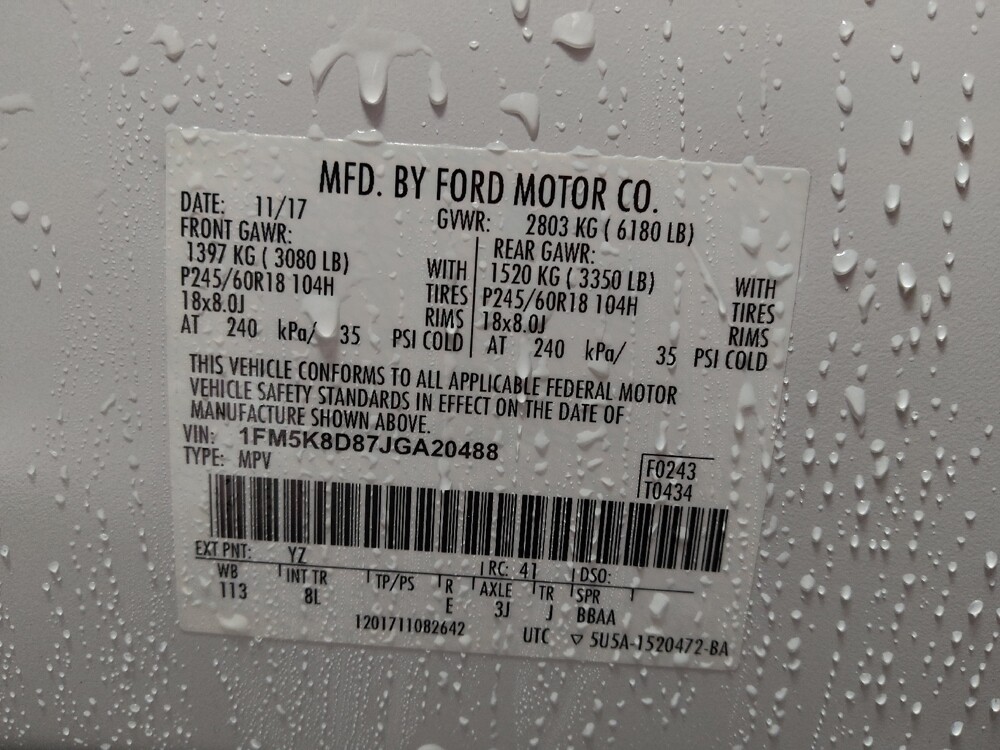 MFD. BY FORD MOTOR CO.
DATE: 11/17 GVWR: 2803 KG ( 6180 LB)
FRONT GAWR: REAR GAWR:
1397 KG ( 3080 LB) WITH 1520 KG ( 3350 LB) WITH
P245/60R18 104H TIRES P245/60R18 104H TIRES
18x8.0J RIMS 18x8.0J RIMS
AT 240 kPa/ 35 PSI COLD AT 240 kPa/ 35 PSI COLD
THIS VEHICLE CONFORMS TO ALL APPLICABLE FEDERAL MOTOR
VEHICLE SAFETY STANDARDS IN EFFECT ON THE DATE OF
MANUFACTURE SHOWN ABOVE.
VIN: 1FM5K8D87JGA20488
TYPE: MPV
F0243
T0434
EXT PNT: YZ RC: 41 DSO:
WB INT TR TP/PS R AXLE TR SPR
113 8L E 3J J BBAA
1201711082642 UTC ▽ 5U5A-1520472-BA